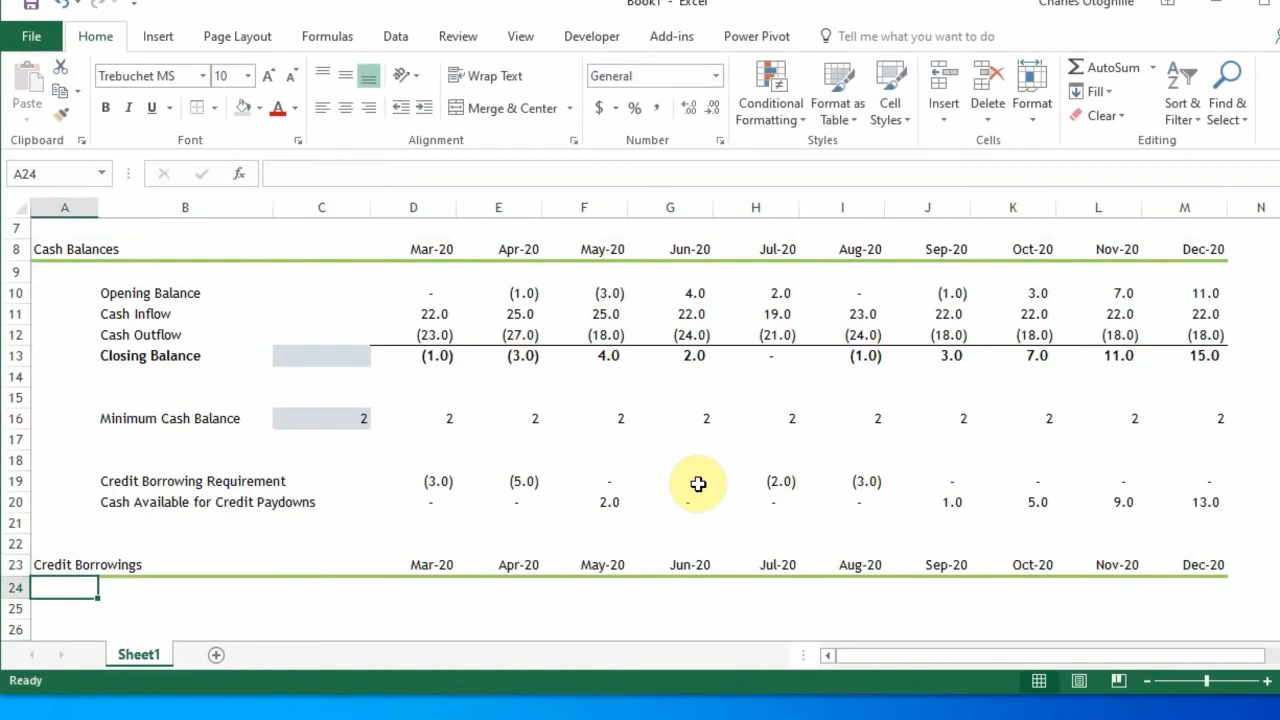 Book1 - Excel
Charles Otoghile
File Home Insert Page Layout Formulas Data Review View Developer Add-ins Power Pivot Tell me what you want to do
Paste
Trebuchet MS 10 A A
B I U A
Wrap Text
Merge & Center
General
$ % ,
Conditional Formatting
Format as Table
Cell Styles
Insert Delete Format
AutoSum
Fill
Clear
Sort & Filter
Find & Select
Clipboard Font Alignment Number Styles Cells Editing
A24 fx
A B C D E F G H I J K L M N
7
8 Cash Balances Mar-20 Apr-20 May-20 Jun-20 Jul-20 Aug-20 Sep-20 Oct-20 Nov-20 Dec-20
9
10 Opening Balance - (1.0) (3.0) 4.0 2.0 - (1.0) 3.0 7.0 11.0
11 Cash Inflow 22.0 25.0 25.0 22.0 19.0 23.0 22.0 22.0 22.0 22.0
12 Cash Outflow (23.0) (27.0) (18.0) (24.0) (21.0) (24.0) (18.0) (18.0) (18.0) (18.0)
13 Closing Balance (1.0) (3.0) 4.0 2.0 - (1.0) 3.0 7.0 11.0 15.0
14
15
16 Minimum Cash Balance 2 2 2 2 2 2 2 2 2 2 2
17
18
19 Credit Borrowing Requirement (3.0) (5.0) - (2.0) (3.0) - - - -
20 Cash Available for Credit Paydowns - - 2.0 - - - 1.0 5.0 9.0 13.0
21
22
23 Credit Borrowings Mar-20 Apr-20 May-20 Jun-20 Jul-20 Aug-20 Sep-20 Oct-20 Nov-20 Dec-20
24
25
26
Sheet1
Ready